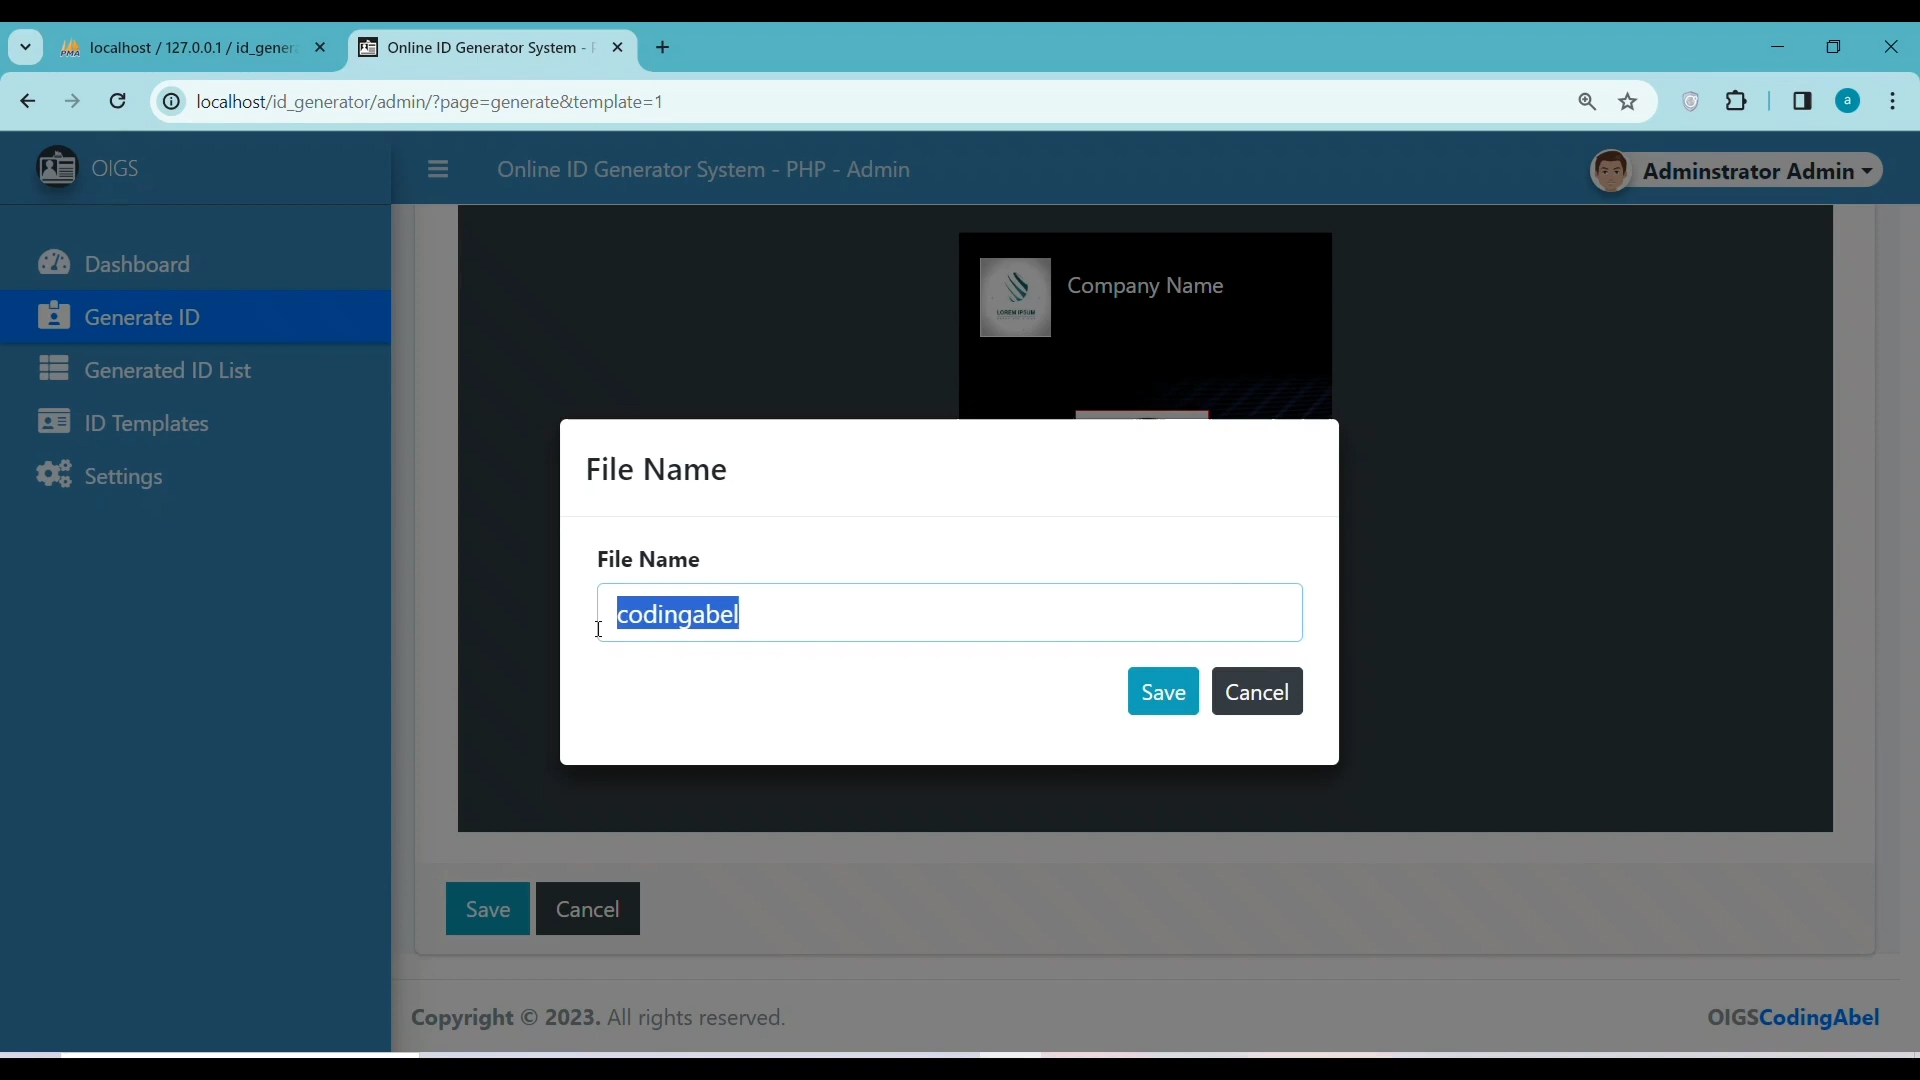 localhost / 127.0.0.1 / id_gener
Online ID Generator System -
localhost/id_generator/admin/?page=generate&template=1
a
OIGS
Online ID Generator System - PHP - Admin
Adminstrator Admin
Dashboard
Generate ID
Generated ID List
ID Templates
Settings
Company Name
LOREM IPSUM
File Name
File Name
codingabel
Save Cancel
Save Cancel
Copyright © 2023. All rights reserved.
OIGSCodingAbel